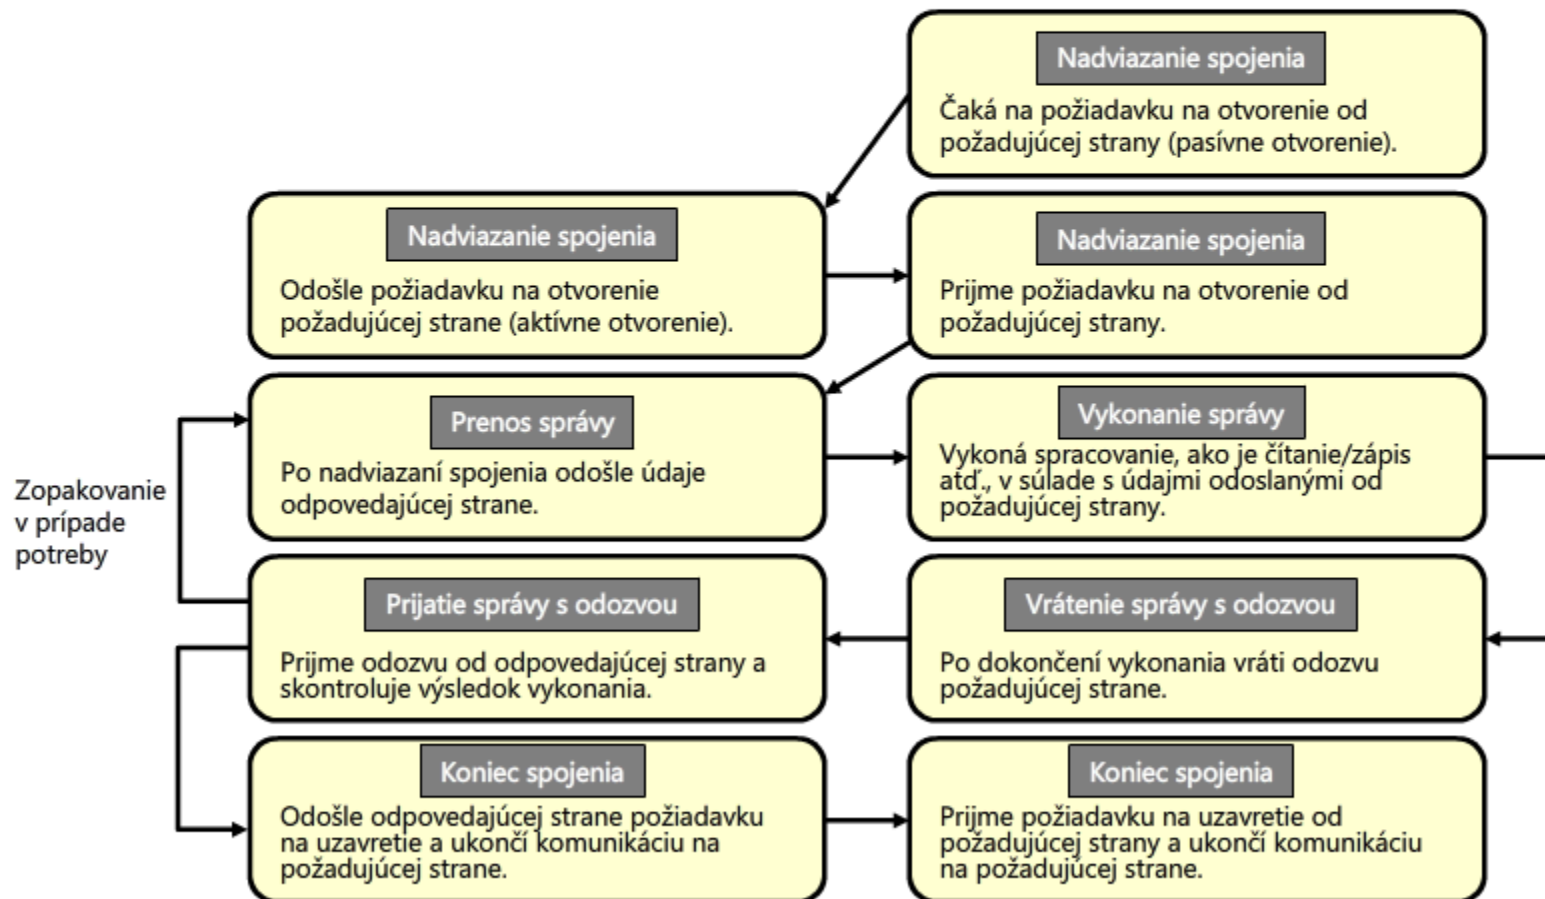 Nadviazanie spojenia
Čaká na požiadavku na otvorenie od
požadujúcej strany (pasívne otvorenie).
Nadviazanie spojenia
Odošle požiadavku na otvorenie
požadujúcej strane (aktívne otvorenie).
Nadviazanie spojenia
Prijme požiadavku na otvorenie od
požadujúcej strany.
Prenos správy
Po nadviazaní spojenia odošle údaje
odpovedajúcej strane.
Vykonanie správy
Vykoná spracovanie, ako je čítanie/zápis
atď., v súlade s údajmi odoslanými od
požadujúcej strany.
Zopakovanie
v prípade
potreby
Prijatie správy s odozvou
Prijme odozvu od odpovedajúcej strany a
skontroluje výsledok vykonania.
Vrátenie správy s odozvou
Po dokončení vykonania vráti odozvu
požadujúcej strane.
Koniec spojenia
Odošle odpovedajúcej strane požiadavku
na uzavretie a ukončí komunikáciu na
požadujúcej strane.
Koniec spojenia
Prijme požiadavku na uzavretie od
požadujúcej strany a ukončí komunikáciu
na požadujúcej strane.